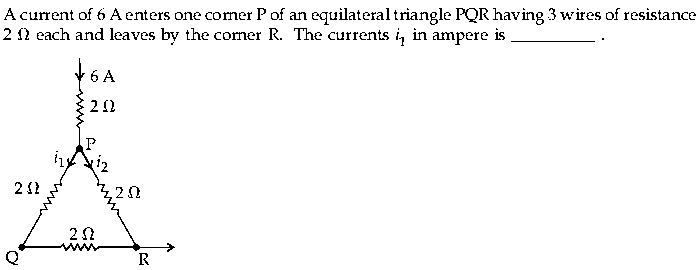 A current of 6 A enters one corner P of an equilateral triangle PQR having 3 wires of resistance
2 Ω each and leaves by the corner R. The currents i₁ in ampere is __________ .
6 A
2 Ω
P
i₁ i₂
2 Ω 2 Ω
2 Ω
Q R